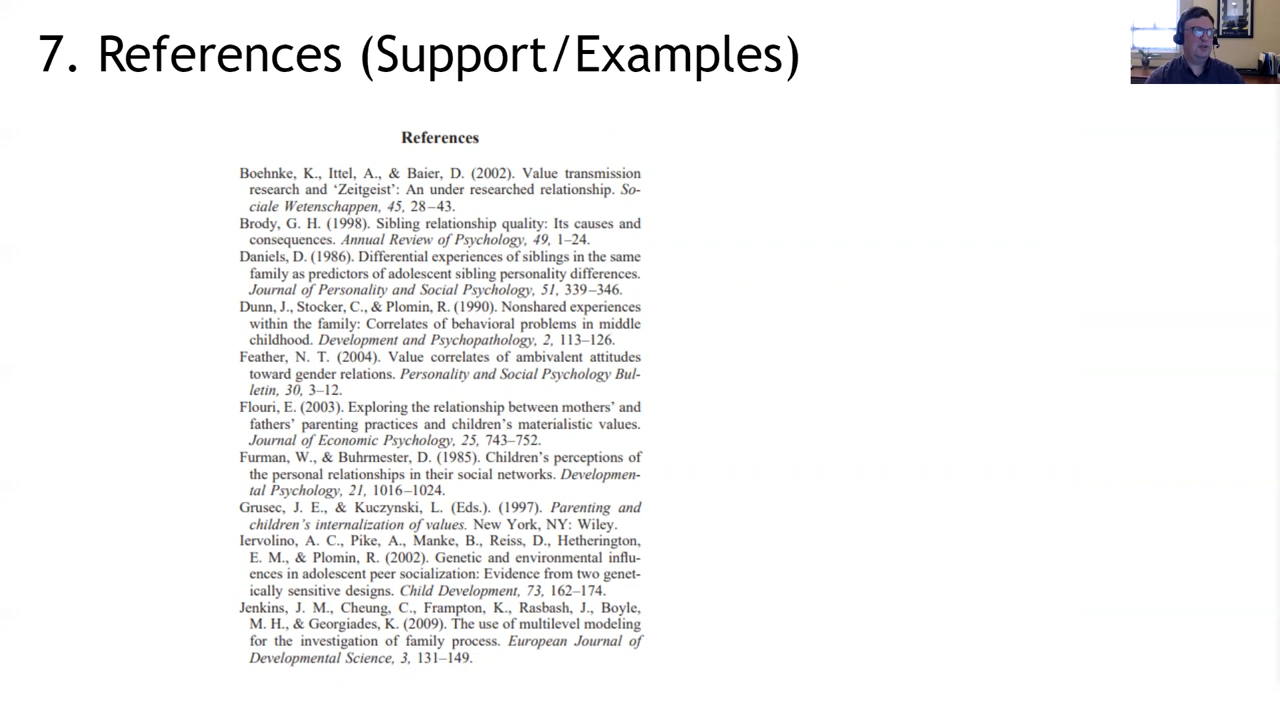 7. References (Support/Examples)
References
Boehnke, K., Ittel, A., & Baier, D. (2002). Value transmission
research and ‘Zeitgeist’: An under researched relationship. So-
ciale Wetenschappen, 45, 28–43.
Brody, G. H. (1998). Sibling relationship quality: Its causes and
consequences. Annual Review of Psychology, 49, 1–24.
Daniels, D. (1986). Differential experiences of siblings in the same
family as predictors of adolescent sibling personality differences.
Journal of Personality and Social Psychology, 51, 339–346.
Dunn, J., Stocker, C., & Plomin, R. (1990). Nonshared experiences
within the family: Correlates of behavioral problems in middle
childhood. Development and Psychopathology, 2, 113–126.
Feather, N. T. (2004). Value correlates of ambivalent attitudes
toward gender relations. Personality and Social Psychology Bul-
letin, 30, 3–12.
Flouri, E. (2003). Exploring the relationship between mothers’ and
fathers’ parenting practices and children’s materialistic values.
Journal of Economic Psychology, 25, 743–752.
Furman, W., & Buhrmester, D. (1985). Children’s perceptions of
the personal relationships in their social networks. Developmen-
tal Psychology, 21, 1016–1024.
Grusec, J. E., & Kuczynski, L. (Eds.). (1997). Parenting and
children’s internalization of values. New York, NY: Wiley.
Iervolino, A. C., Pike, A., Manke, B., Reiss, D., Hetherington,
E. M., & Plomin, R. (2002). Genetic and environmental influ-
ences in adolescent peer socialization: Evidence from two genet-
ically sensitive designs. Child Development, 73, 162–174.
Jenkins, J. M., Cheung, C., Frampton, K., Rasbash, J., Boyle,
M. H., & Georgiades, K. (2009). The use of multilevel modeling
for the investigation of family process. European Journal of
Developmental Science, 3, 131–149.